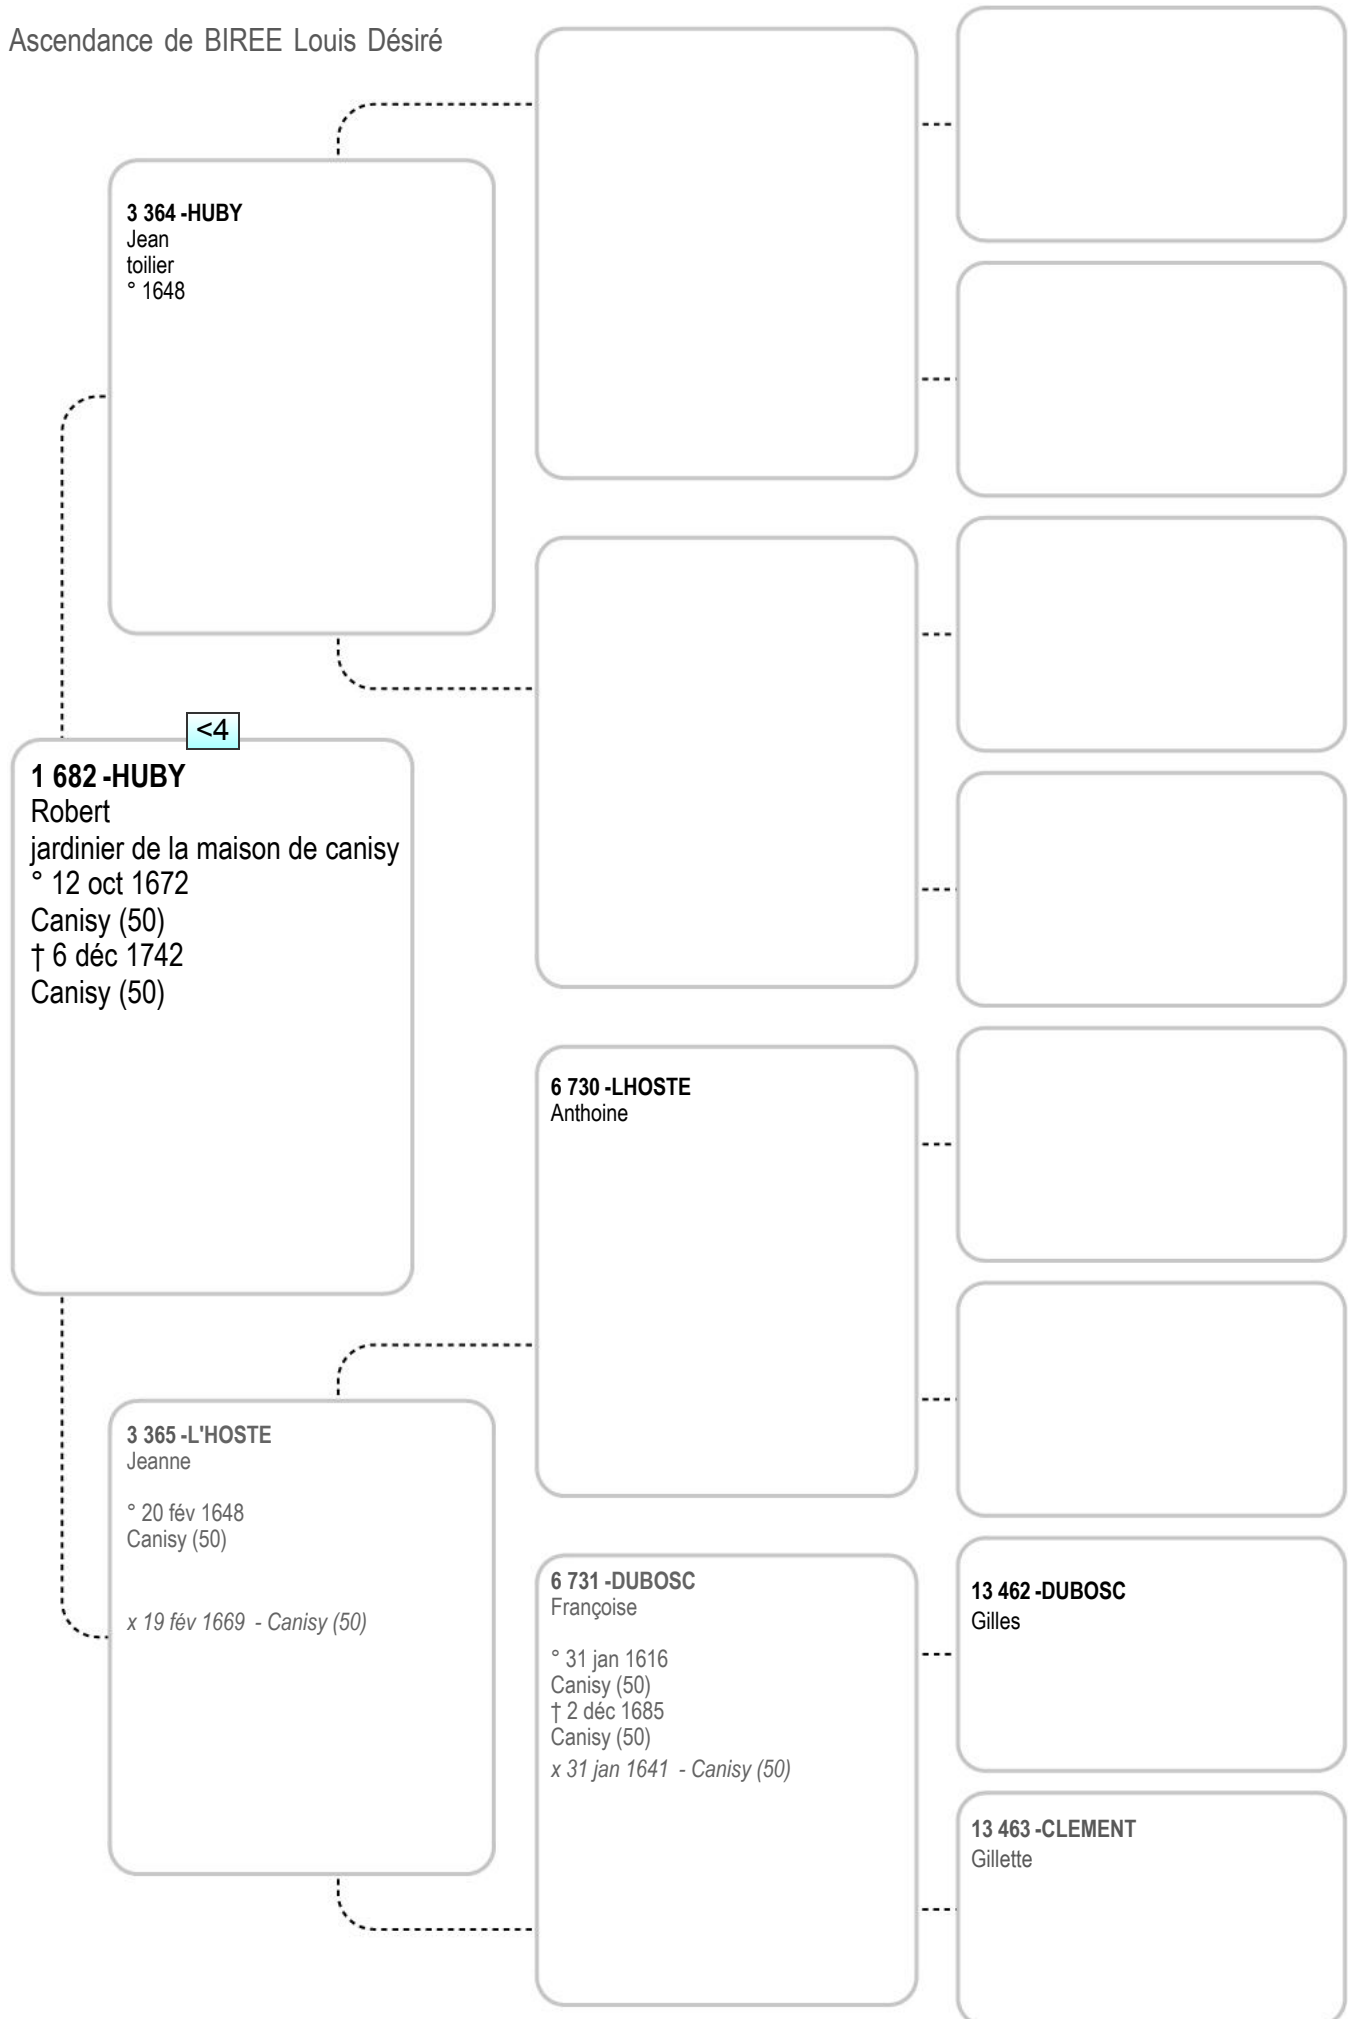 Ascendance de BIREE Louis Désiré
3 364 -HUBY
Jean
toilier
° 1648
<4
1 682 -HUBY
Robert
jardinier de la maison de canisy
° 12 oct 1672
Canisy (50)
† 6 déc 1742
Canisy (50)
6 730 -LHOSTE
Anthoine
3 365 -L'HOSTE
Jeanne
° 20 fév 1648
Canisy (50)
x 19 fév 1669 - Canisy (50)
6 731 -DUBOSC
Françoise
° 31 jan 1616
Canisy (50)
† 2 déc 1685
Canisy (50)
x 31 jan 1641 - Canisy (50)
13 462 -DUBOSC
Gilles
13 463 -CLEMENT
Gillette